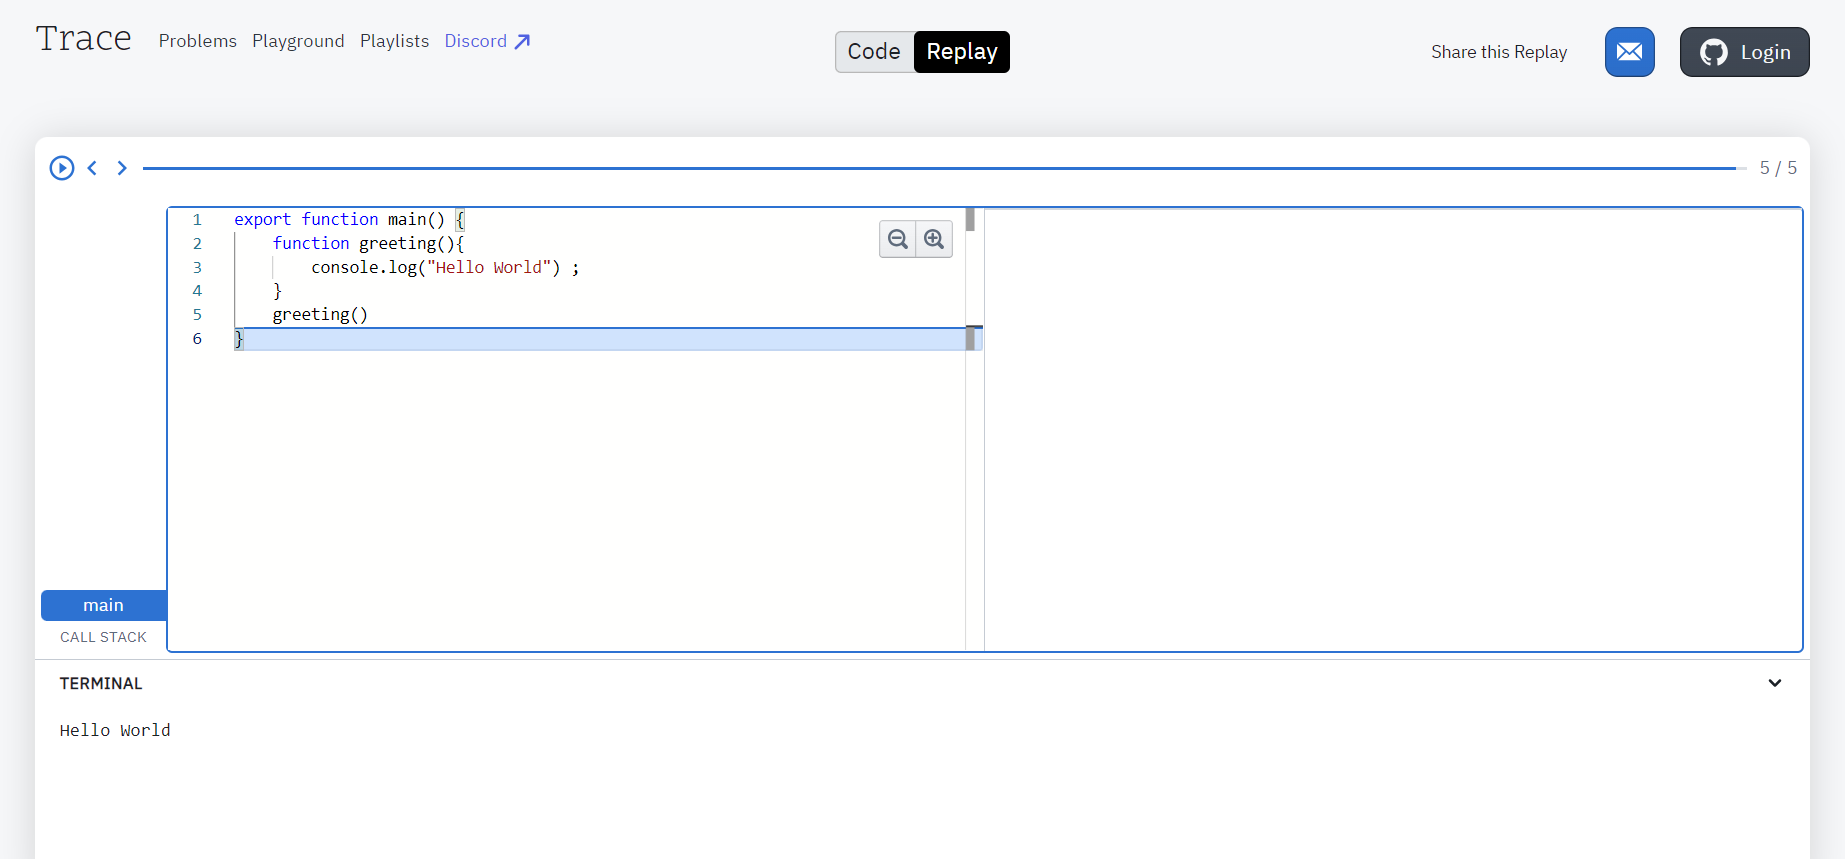 Trace Problems Playground Playlists Discord Code Replay Share this Replay Login
5 / 5
1 export function main() {
2 function greeting(){
3 console.log("Hello World") ;
4 }
5 greeting()
6 }
main
CALL STACK
TERMINAL
Hello World